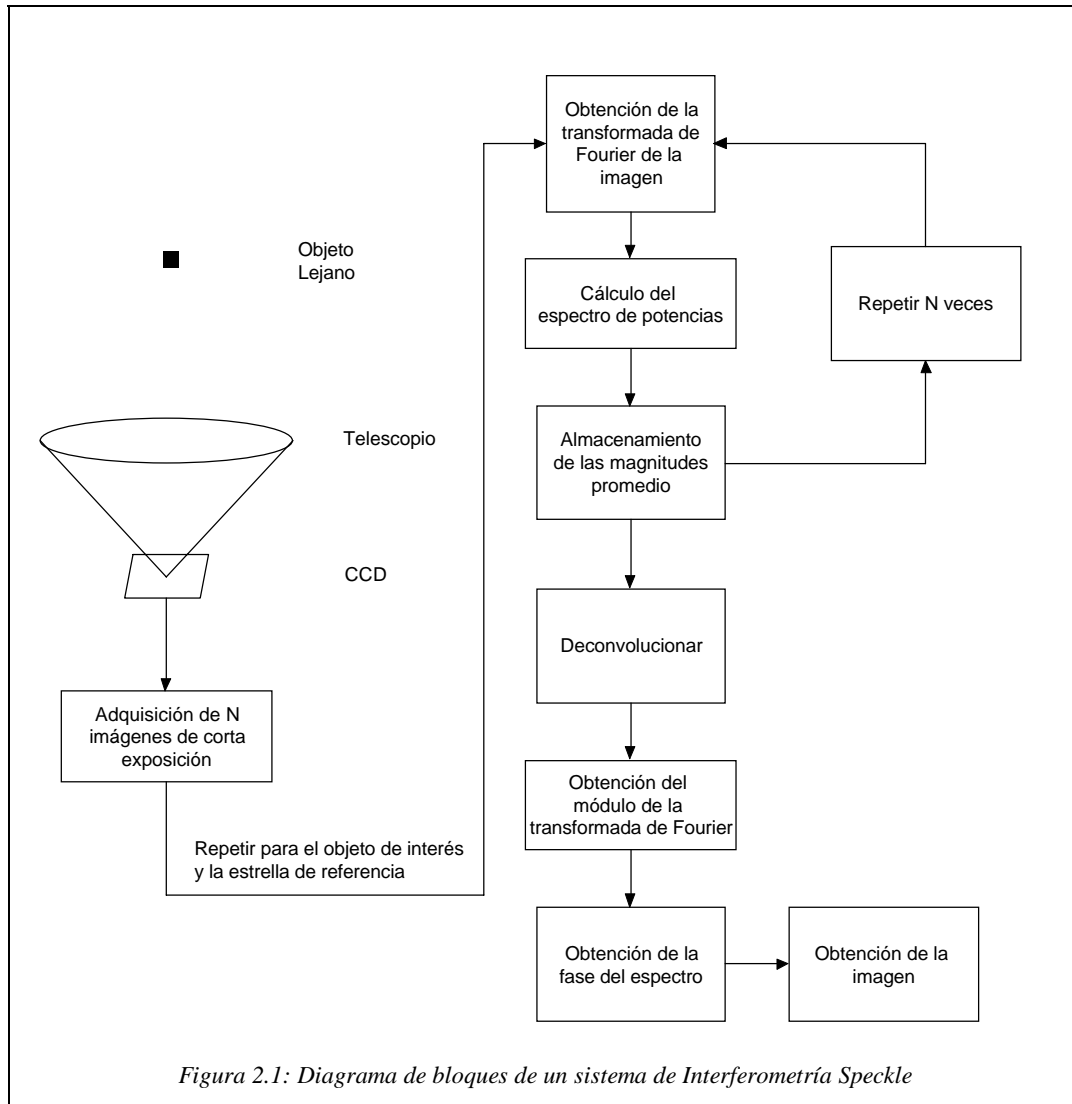 Objeto
Lejano
Telescopio
CCD
Adquisición de N
imágenes de corta
exposición
Repetir para el objeto de interés
y la estrella de referencia
Obtención de la
transformada de
Fourier de la
imagen
Cálculo del
espectro de potencias
Repetir N veces
Almacenamiento
de las magnitudes
promedio
Deconvolucionar
Obtención del
módulo de la
transformada de Fourier
Obtención de la
fase del espectro
Obtención de la
imagen
Figura 2.1: Diagrama de bloques de un sistema de Interferometría Speckle